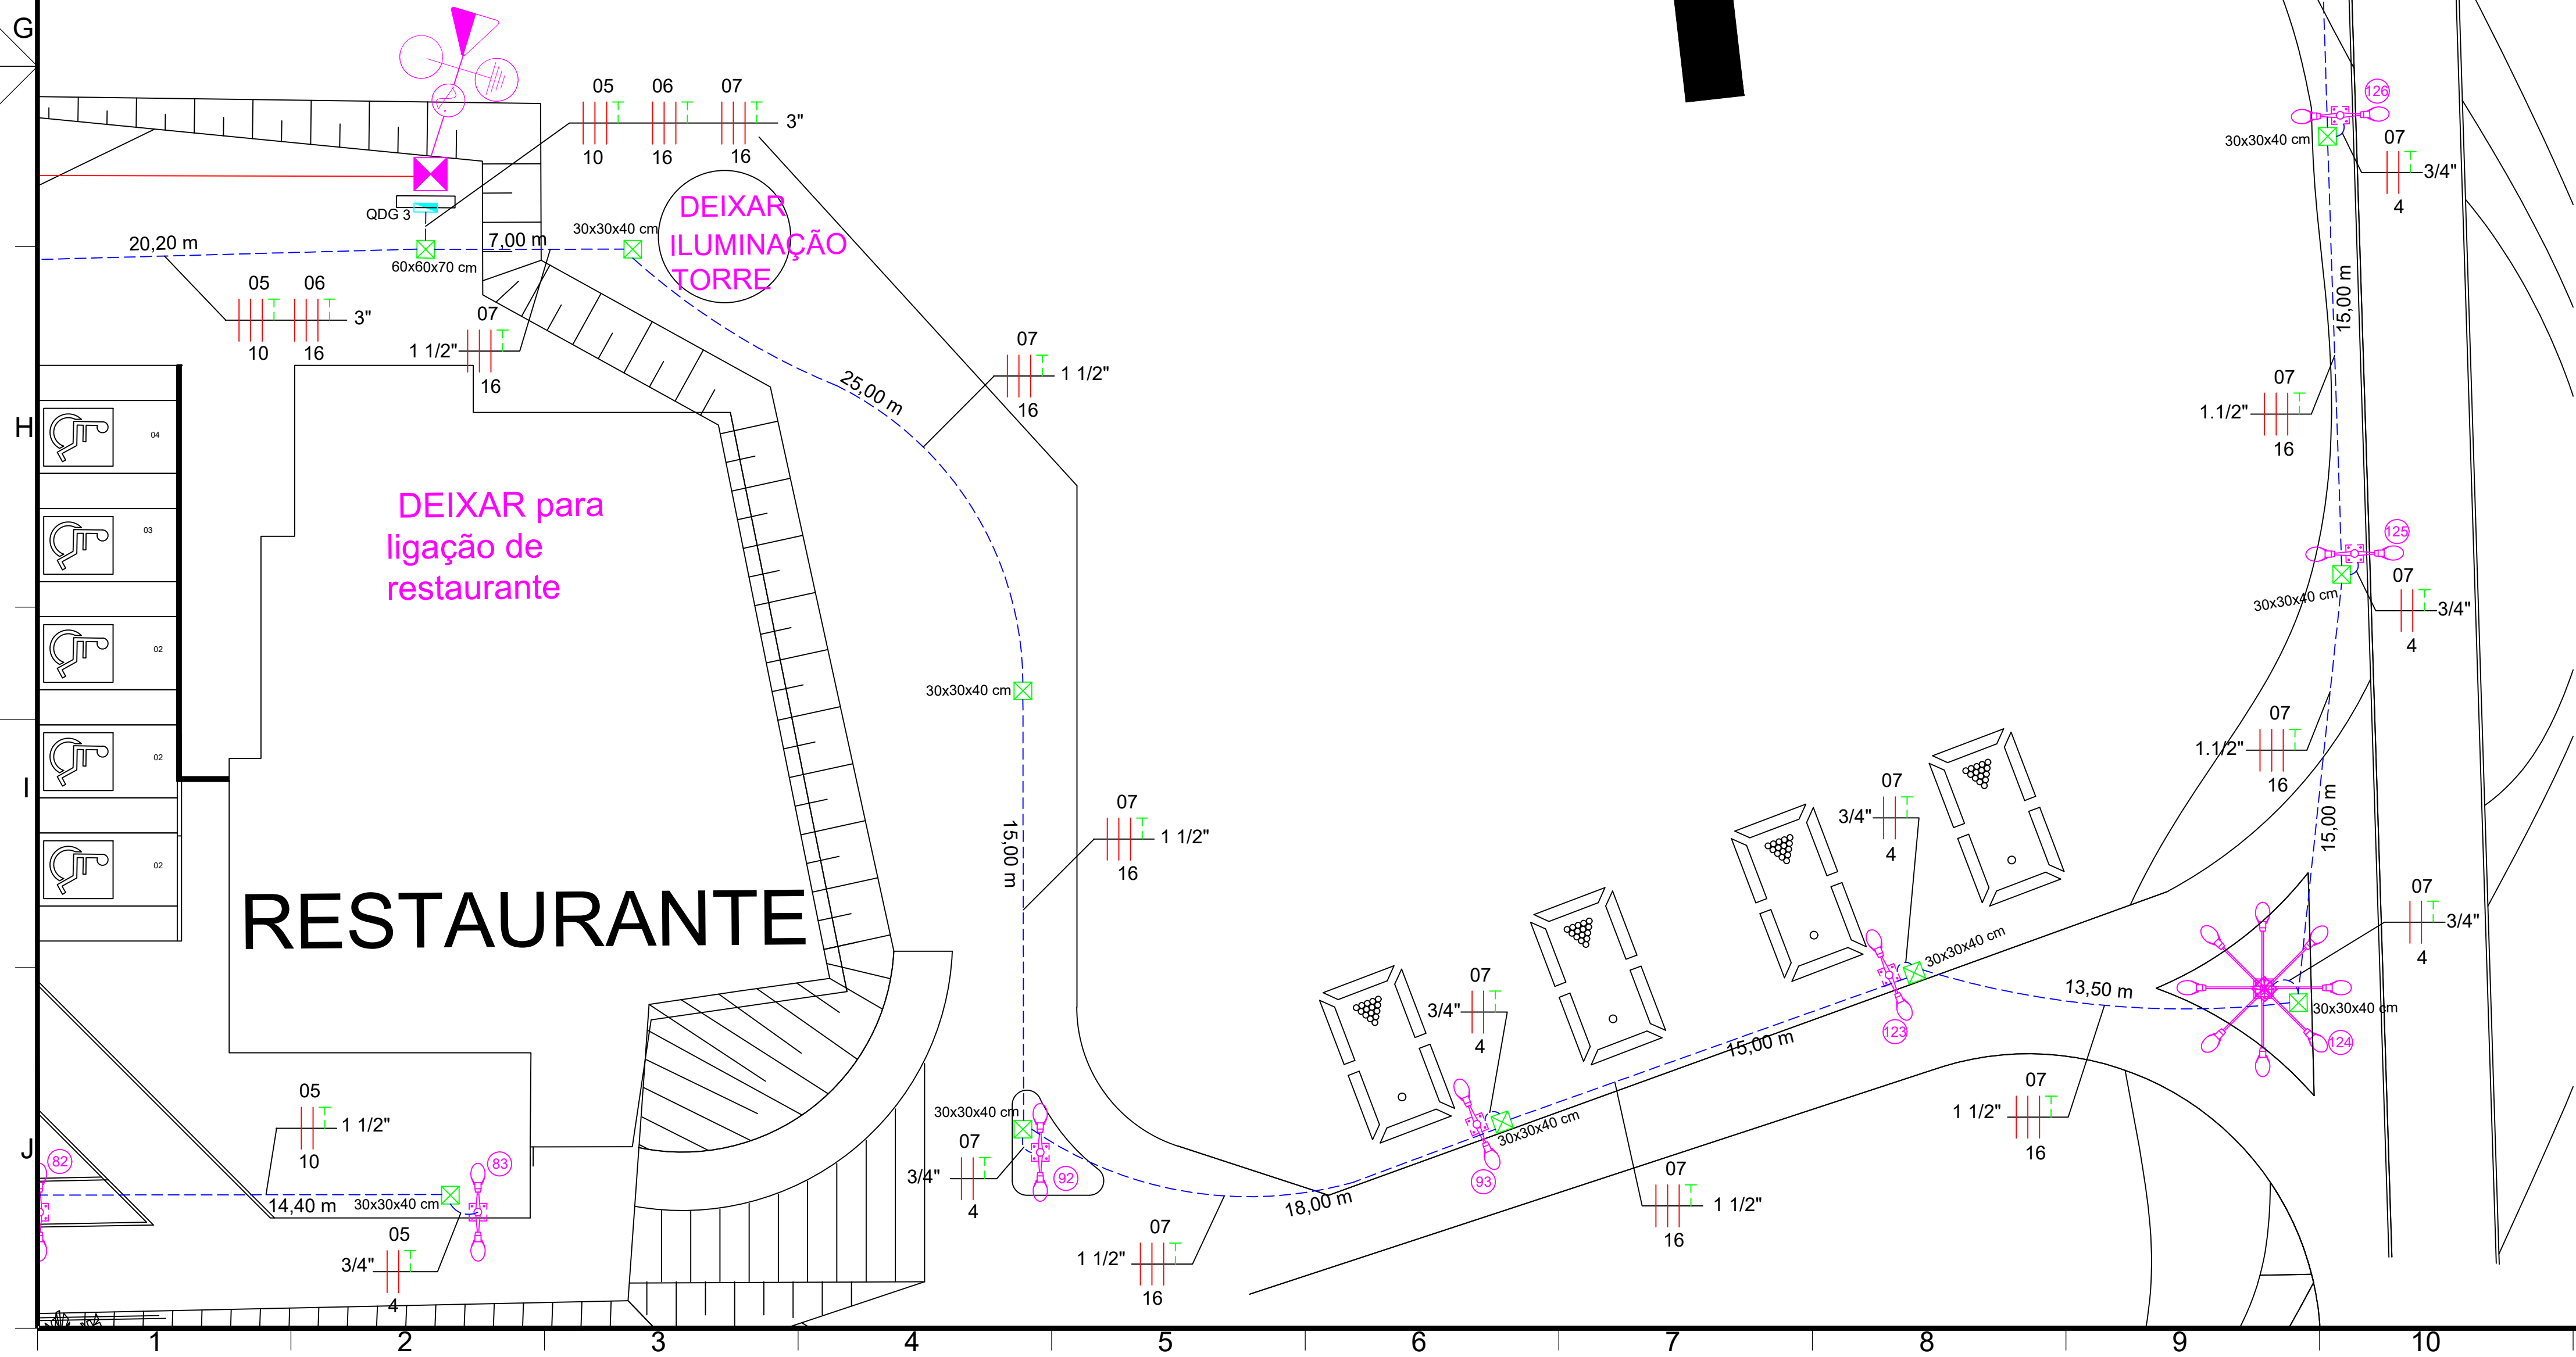 G
05 06 07
3"
10 16 16
126
30x30x40 cm
07
3/4"
4
QDG 3
DEIXAR
ILUMINAÇÃO
TORRE
20,20 m
7,00 m
30x30x40 cm
60x60x70 cm
05 06
3"
10 16
07
1 1/2"
16
25,00 m
07
1 1/2"
16
15,00 m
07
1.1/2"
16
H
04
03
02
02
02
DEIXAR para
ligação de
restaurante
125
30x30x40 cm
07
3/4"
4
30x30x40 cm
07
1.1/2"
16
I
15,00 m
07
1 1/2"
16
07
3/4"
4
15,00 m
RESTAURANTE
07
3/4"
4
30x30x40 cm
123
13,50 m
30x30x40 cm
124
07
3/4"
4
15,00 m
J
05
1 1/2"
10
82
83
14,40 m
30x30x40 cm
05
3/4"
4
30x30x40 cm
07
3/4"
4
92
18,00 m
30x30x40 cm
93
07
1 1/2"
16
07
1 1/2"
16
07
1 1/2"
16
1 2 3 4 5 6 7 8 9 10